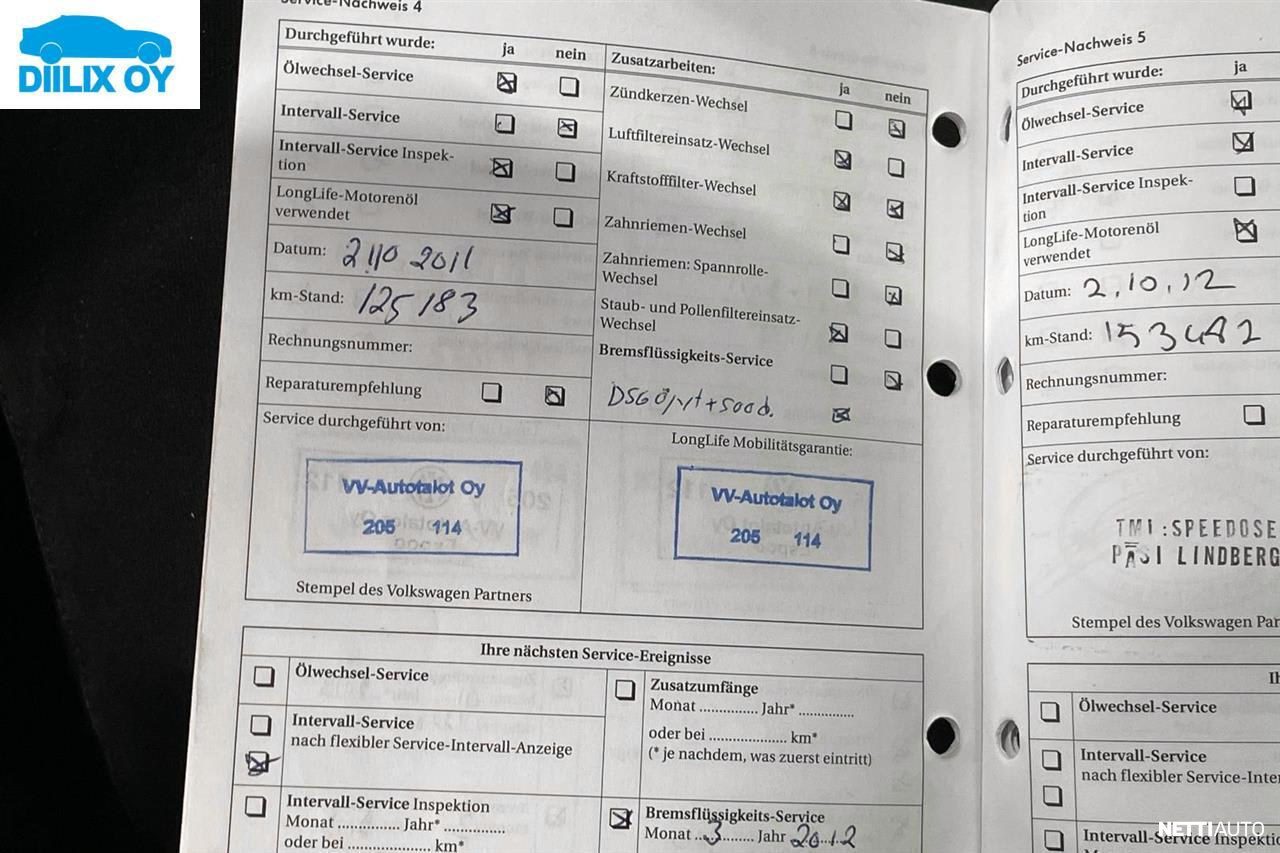 DIILIX OY
Service-Nachweis 4
Durchgeführt wurde: ja nein
Ölwechsel-Service
Intervall-Service
Intervall-Service Inspek-
tion
LongLife-Motorenöl
verwendet
Datum: 2.10 2011
km-Stand: 125 183
Rechnungsnummer:
Reparaturempfehlung
Service durchgeführt von:
VV-Autotalot Oy
205 114
Stempel des Volkswagen Partners
Zusatzarbeiten:
ja nein
Zündkerzen-Wechsel
Luftfiltereinsatz-Wechsel
Kraftstofffilter-Wechsel
Zahnriemen-Wechsel
Zahnriemen: Spannrolle-
Wechsel
Staub- und Pollenfiltereinsatz-
Wechsel
Bremsflüssigkeits-Service
LongLife Mobilitätsgarantie:
VV-Autotalot Oy
205 114
Ihre nächsten Service-Ereignisse
Ölwechsel-Service
Intervall-Service
nach flexibler Service-Intervall-Anzeige
Intervall-Service Inspektion
Monat ............. Jahr* .............
oder bei .................... km*
Zusatzumfänge
Monat ............. Jahr* .............
oder bei .................... km*
(* je nachdem, was zuerst eintritt)
Bremsflüssigkeits-Service
Monat ...3....... Jahr 2012
Service-Nachweis 5
Durchgeführt wurde: ja
Ölwechsel-Service
Intervall-Service
Intervall-Service Inspek-
tion
LongLife-Motorenöl
verwendet
Datum: 2.10.12
km-Stand: 153482
Rechnungsnummer:
Reparaturempfehlung
Service durchgeführt von:
TMI:SPEEDOSE
PASI LINDBERG
Stempel des Volkswagen Partn
Ölwechsel-Service
Intervall-Service
nach flexibler Service-Inter
Intervall-Service Inspektio
NETTIAUTO